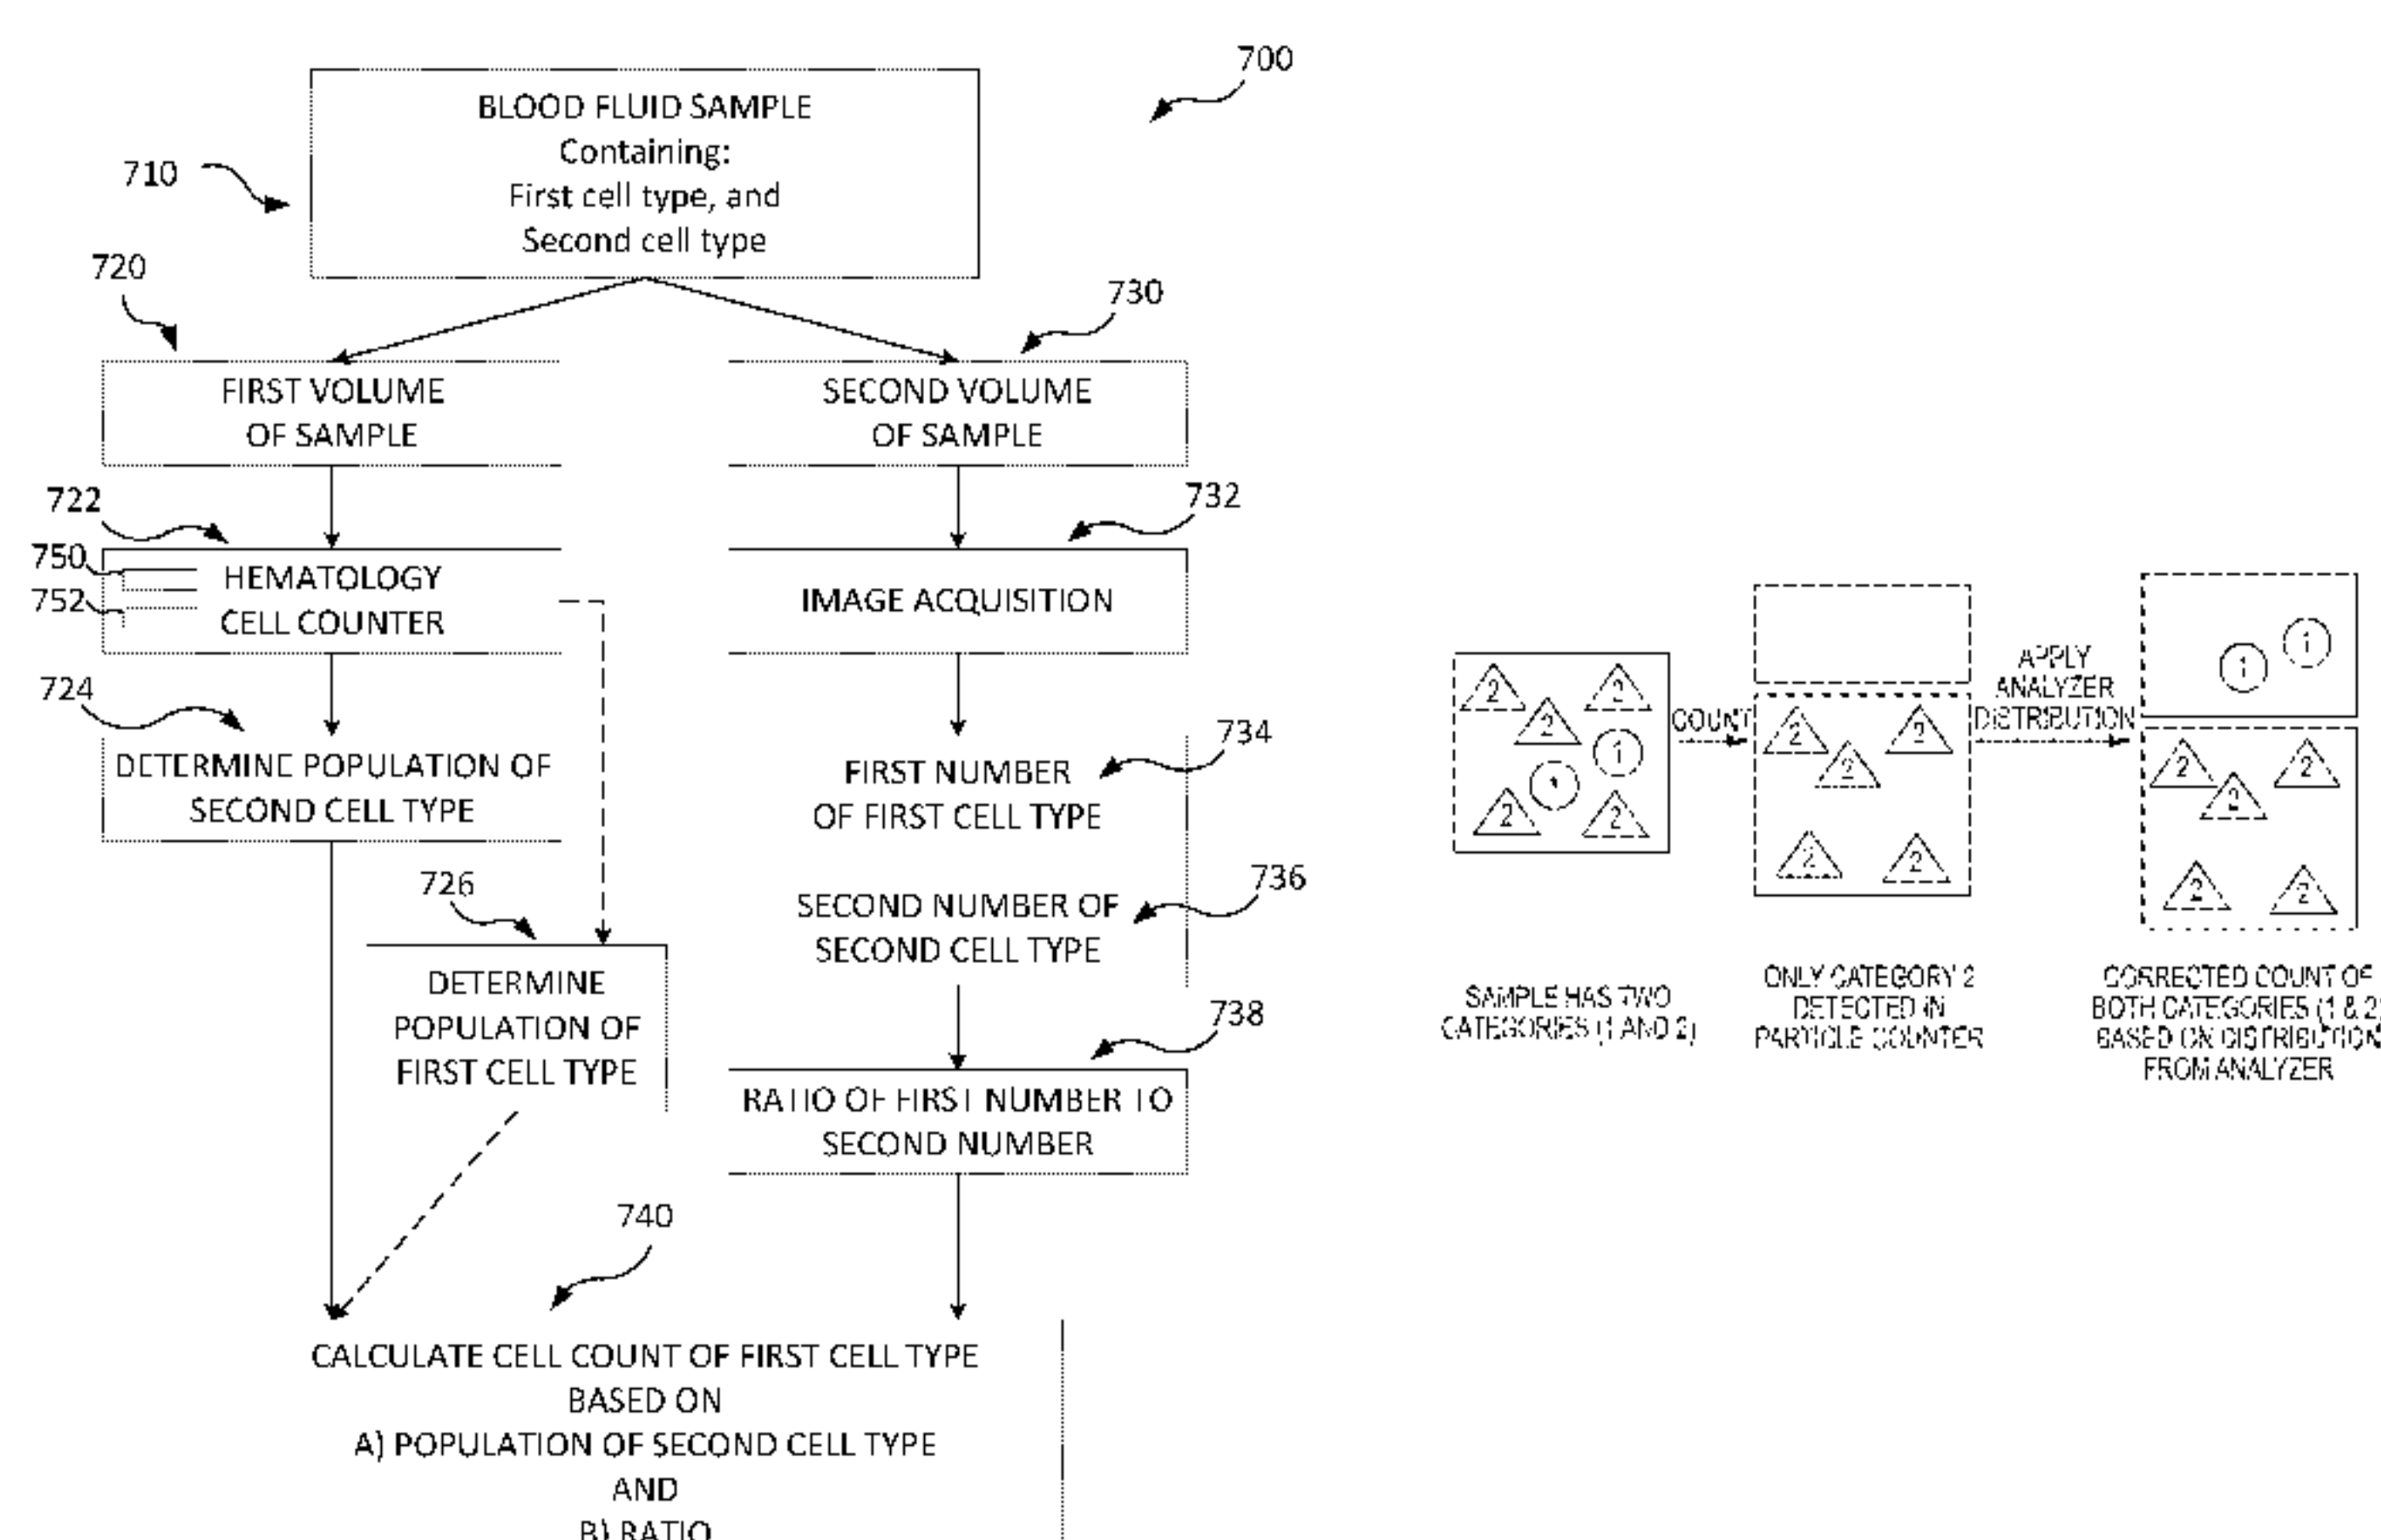 700
BLOOD FLUID SAMPLE
Containing:
First cell type, and
Second cell type
710
720
730
FIRST VOLUME
OF SAMPLE
SECOND VOLUME
OF SAMPLE
722
732
750
752
HEMATOLOGY
CELL COUNTER
IMAGE ACQUISITION
724
DETERMINE POPULATION OF
SECOND CELL TYPE
734
FIRST NUMBER
OF FIRST CELL TYPE
736
SECOND NUMBER OF
SECOND CELL TYPE
726
DETERMINE
POPULATION OF
FIRST CELL TYPE
738
RATIO OF FIRST NUMBER TO
SECOND NUMBER
740
CALCULATE CELL COUNT OF FIRST CELL TYPE
BASED ON
A) POPULATION OF SECOND CELL TYPE
AND
B) RATIO
2
2
2
1
1
2
2
SAMPLE HAS TWO
CATEGORIES (1 AND 2)
COUNT
2
2
2
2
2
ONLY CATEGORY 2
DETECTED IN
PARTICLE COUNTER
APPLY
ANALYZER
DISTRIBUTION
1
1
2
2
2
2
2
CORRECTED COUNT OF
BOTH CATEGORIES (1 & 2)
BASED ON DISTRIBUTION
FROM ANALYZER